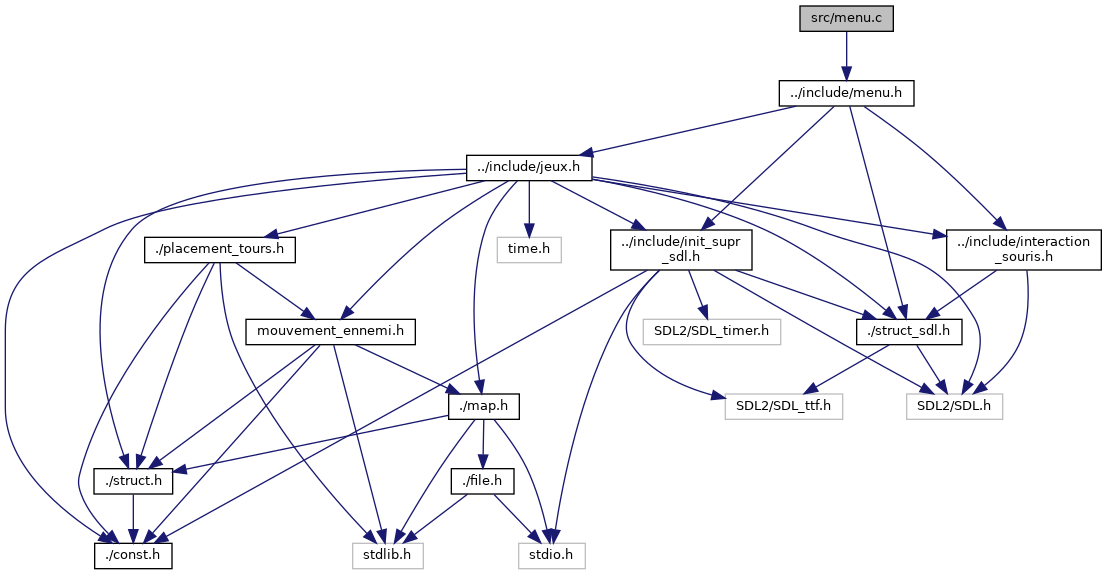 src/menu.c
../include/menu.h
../include/jeux.h
./placement_tours.h
time.h
../include/init_supr
_sdl.h
../include/interaction
_souris.h
mouvement_ennemi.h
SDL2/SDL_timer.h
./struct_sdl.h
./map.h
SDL2/SDL_ttf.h
SDL2/SDL.h
./struct.h
./file.h
./const.h
stdlib.h
stdio.h